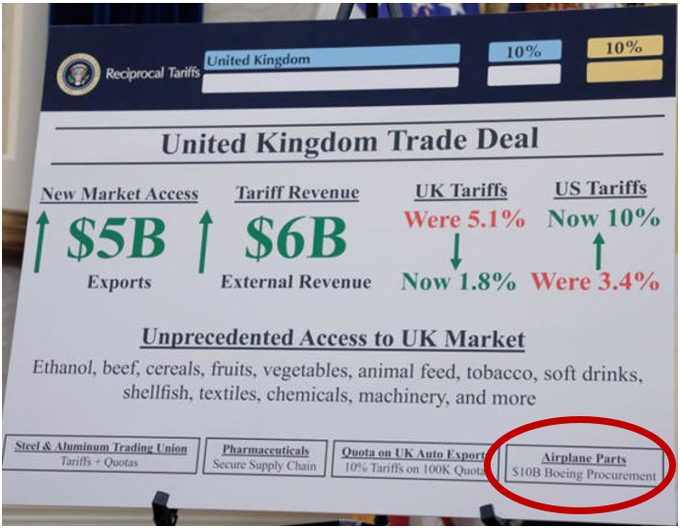 Reciprocal Tariffs
United Kingdom
10%
10%
United Kingdom Trade Deal
New Market Access
Tariff Revenue
UK Tariffs
US Tariffs
$5B
$6B
Were 5.1%
Now 10%
Exports
External Revenue
Now 1.8%
Were 3.4%
Unprecedented Access to UK Market
Ethanol, beef, cereals, fruits, vegetables, animal feed, tobacco, soft drinks,
shellfish, textiles, chemicals, machinery, and more
Steel & Aluminum Trading Union
Tariffs + Quotas
Pharmaceuticals
Secure Supply Chain
Quota on UK Auto Export
10% Tariffs on 100K Quota
Airplane Parts
$10B Boeing Procurement